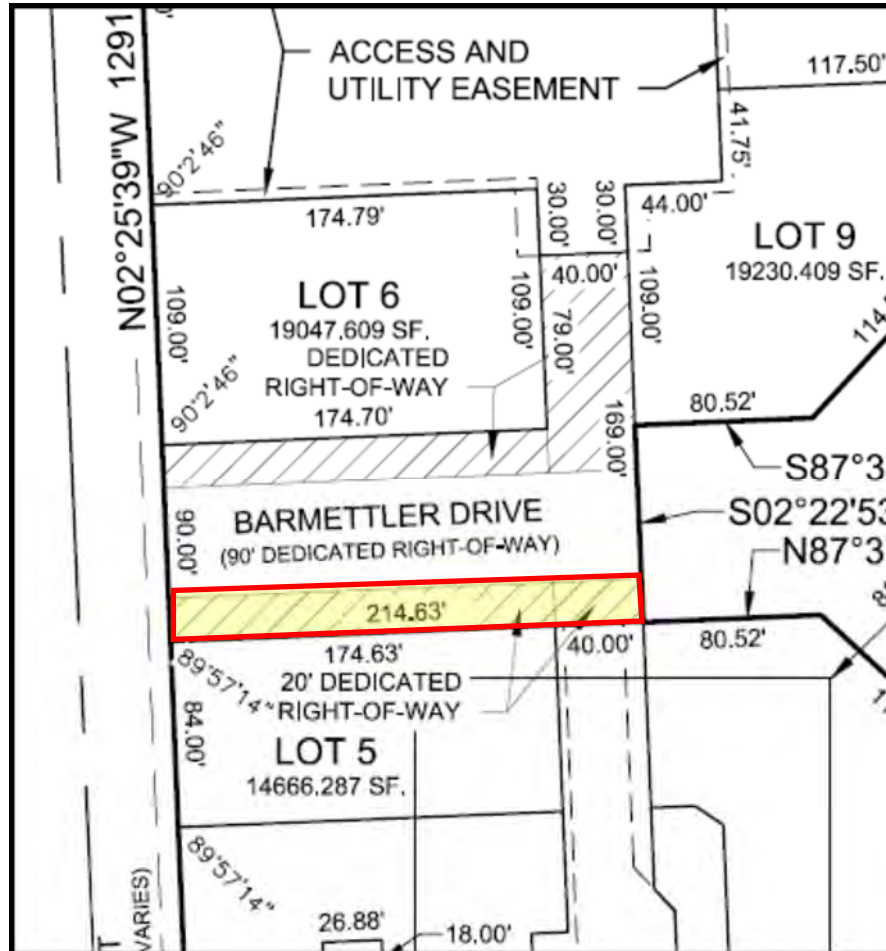 N02°25'39"W 1291
ACCESS AND
UTILITY EASEMENT
117.50'
41.75'
90°2'46"
174.79'
30.00'
30.00'
44.00'
LOT 9
19230.409 SF.
40.00'
109.00'
LOT 6
19047.609 SF.
109.00'
79.00'
109.00'
114.
DEDICATED
RIGHT-OF-WAY
90°2'46"
174.70'
169.00'
80.52'
S87°3
BARMETTLER DRIVE
(90' DEDICATED RIGHT-OF-WAY)
90.00'
S02°22'53
N87°3
214.63'
174.63'
40.00'
80.52'
89°57'14"
20' DEDICATED
RIGHT-OF-WAY
84.00'
LOT 5
14666.287 SF.
89°57'14"
VARIES)
26.88'
18.00'